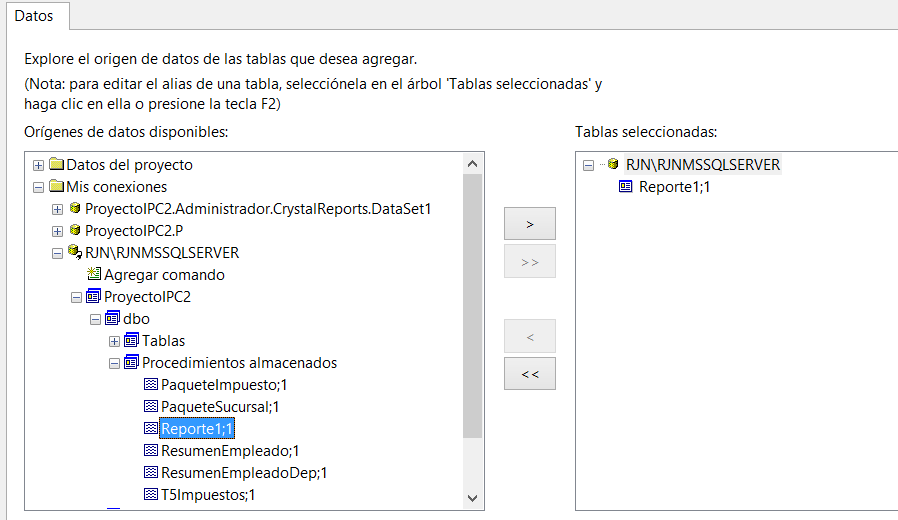 Datos
Explore el origen de datos de las tablas que desea agregar.
(Nota: para editar el alias de una tabla, selecciónela en el árbol 'Tablas seleccionadas' y
haga clic en ella o presione la tecla F2)
Orígenes de datos disponibles:
Datos del proyecto
Mis conexiones
ProyectoIPC2.Administrador.CrystalReports.DataSet1
ProyectoIPC2.P
RJN\RJNMSSQLSERVER
Agregar comando
ProyectoIPC2
dbo
Tablas
Procedimientos almacenados
PaqueteImpuesto;1
PaqueteSucursal;1
Reporte1;1
ResumenEmpleado;1
ResumenEmpleadoDep;1
T5Impuestos;1
>
>>
<
<<
Tablas seleccionadas:
RJN\RJNMSSQLSERVER
Reporte1;1